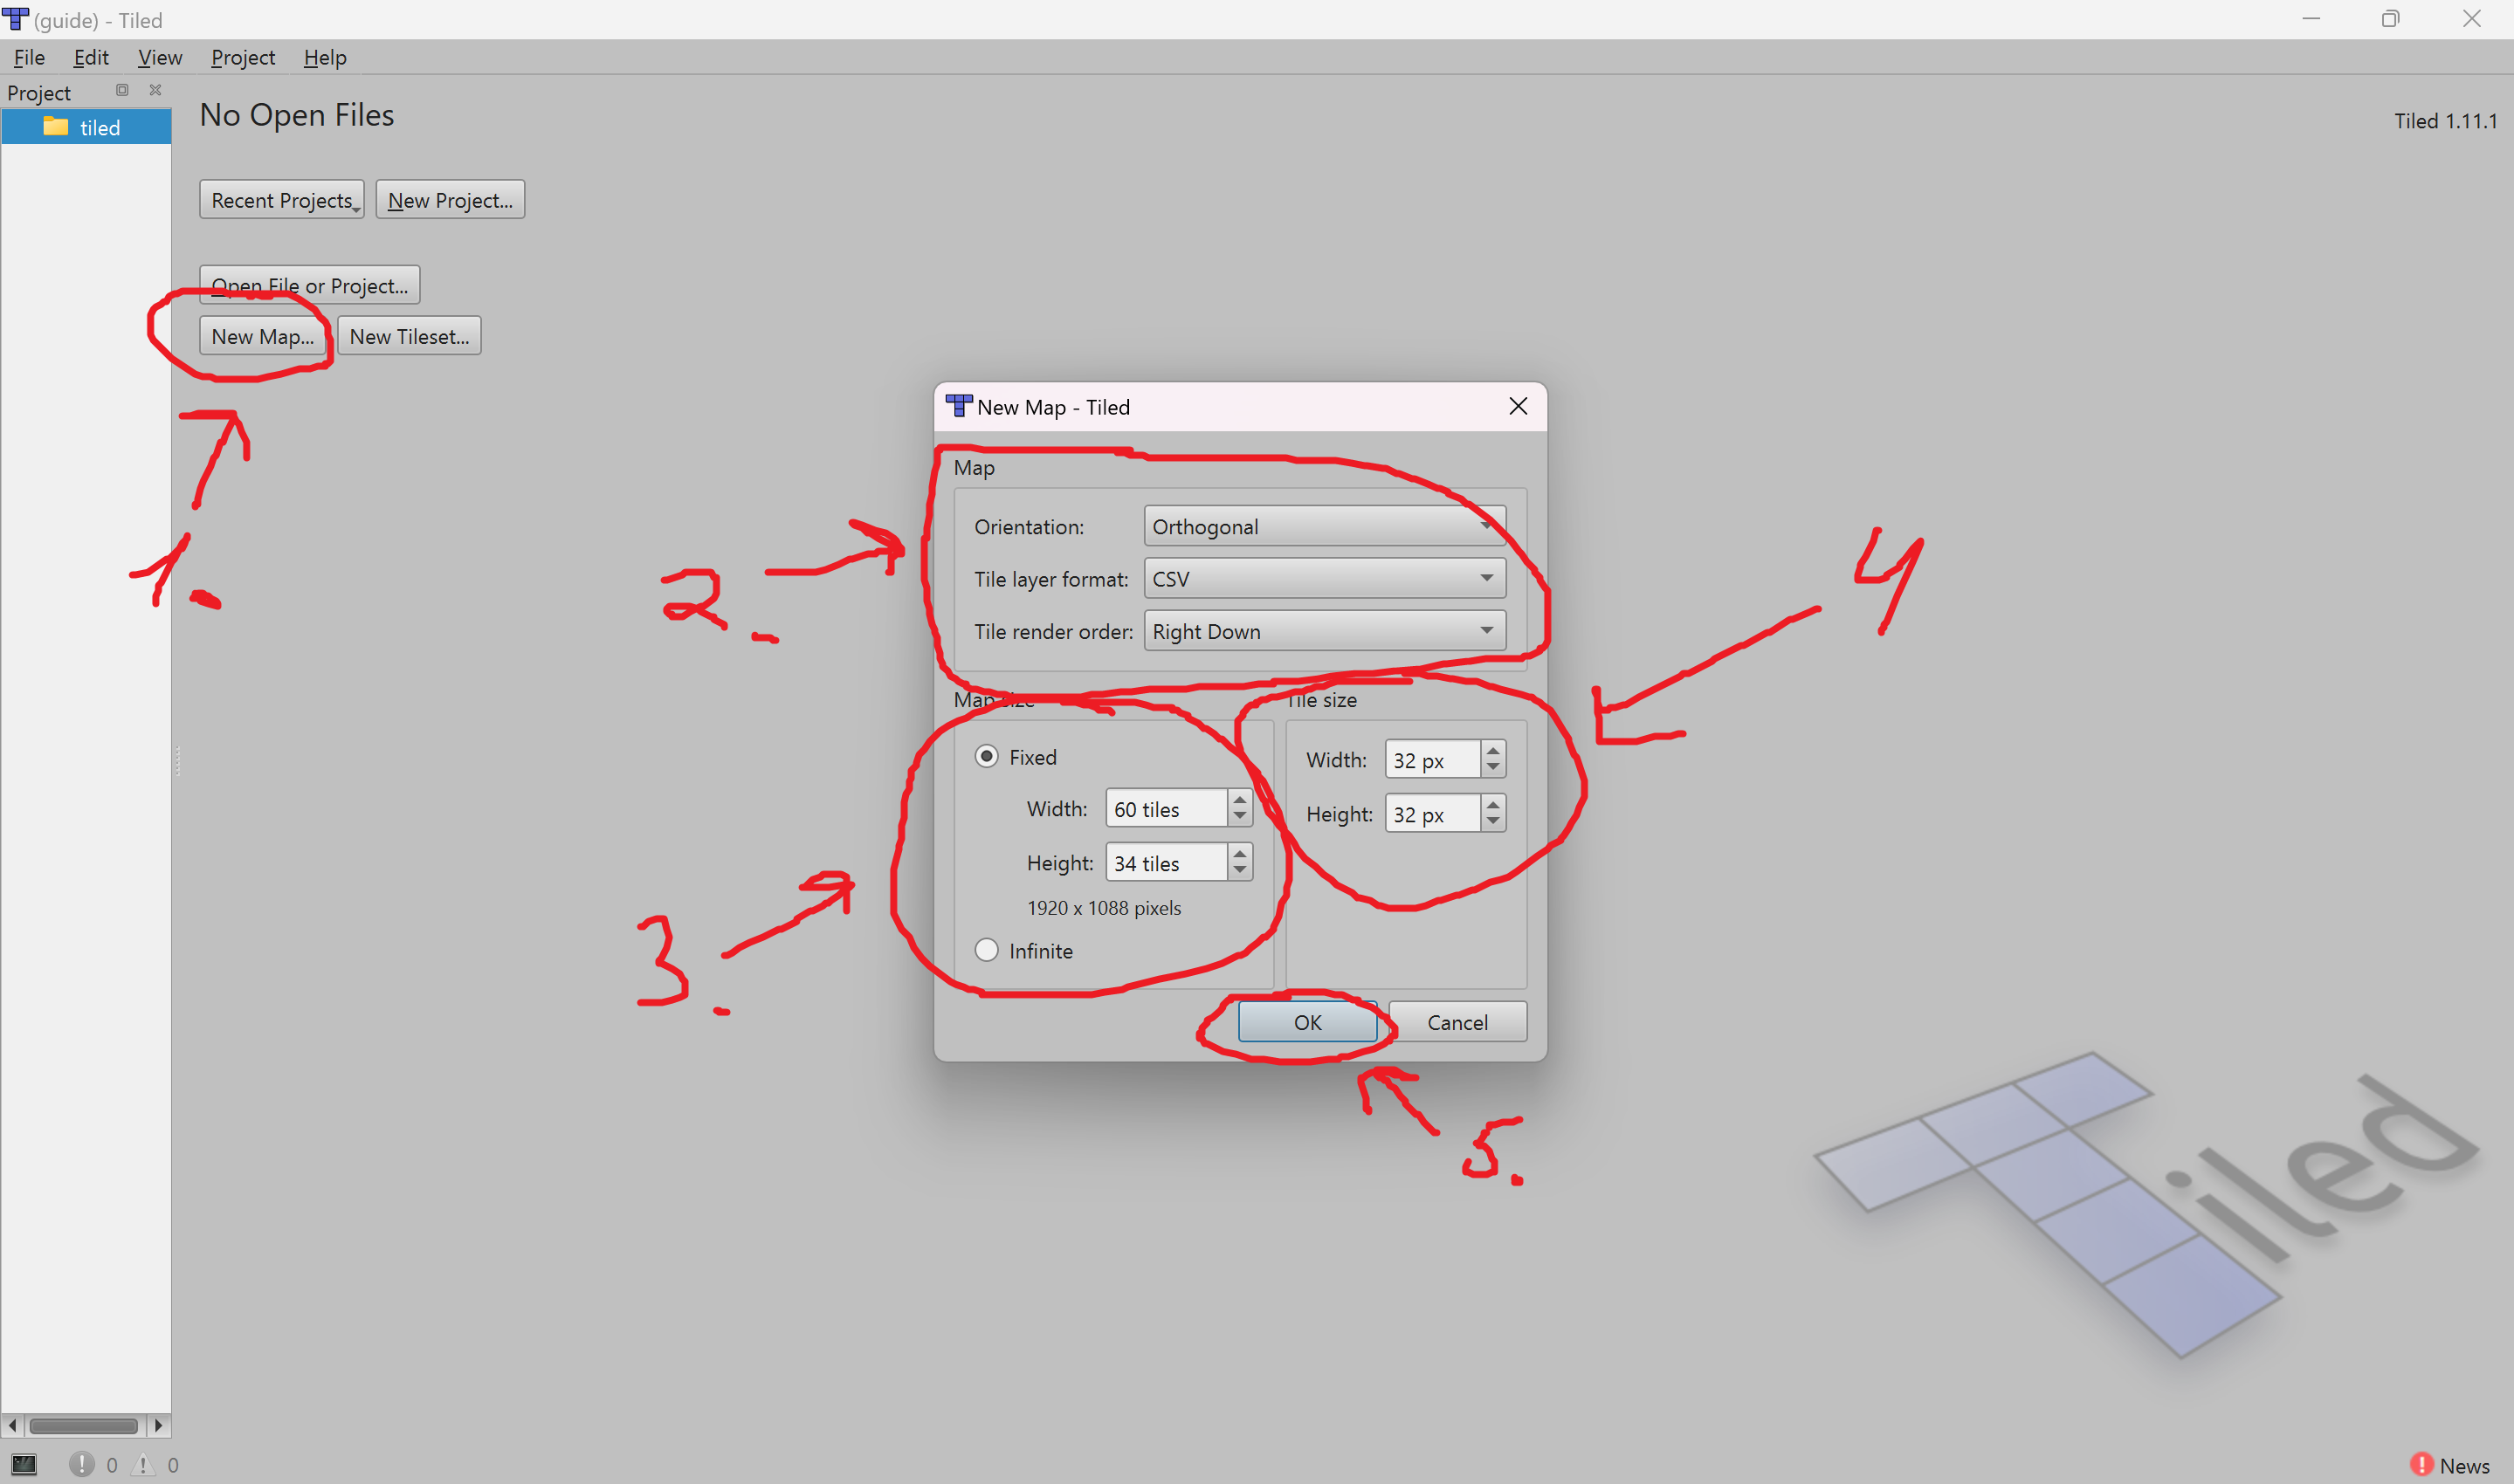 (guide) - Tiled
File Edit View Project Help
Project
tiled
No Open Files
Tiled 1.11.1
Recent Projects New Project...
Open File or Project...
New Map... New Tileset...
1.
2.
3.
4
5.
New Map - Tiled
Map
Orientation: Orthogonal
Tile layer format: CSV
Tile render order: Right Down
Map size
Fixed
Width: 60 tiles
Height: 34 tiles
1920 x 1088 pixels
Infinite
Tile size
Width: 32 px
Height: 32 px
OK Cancel
Tiled
0 0
News